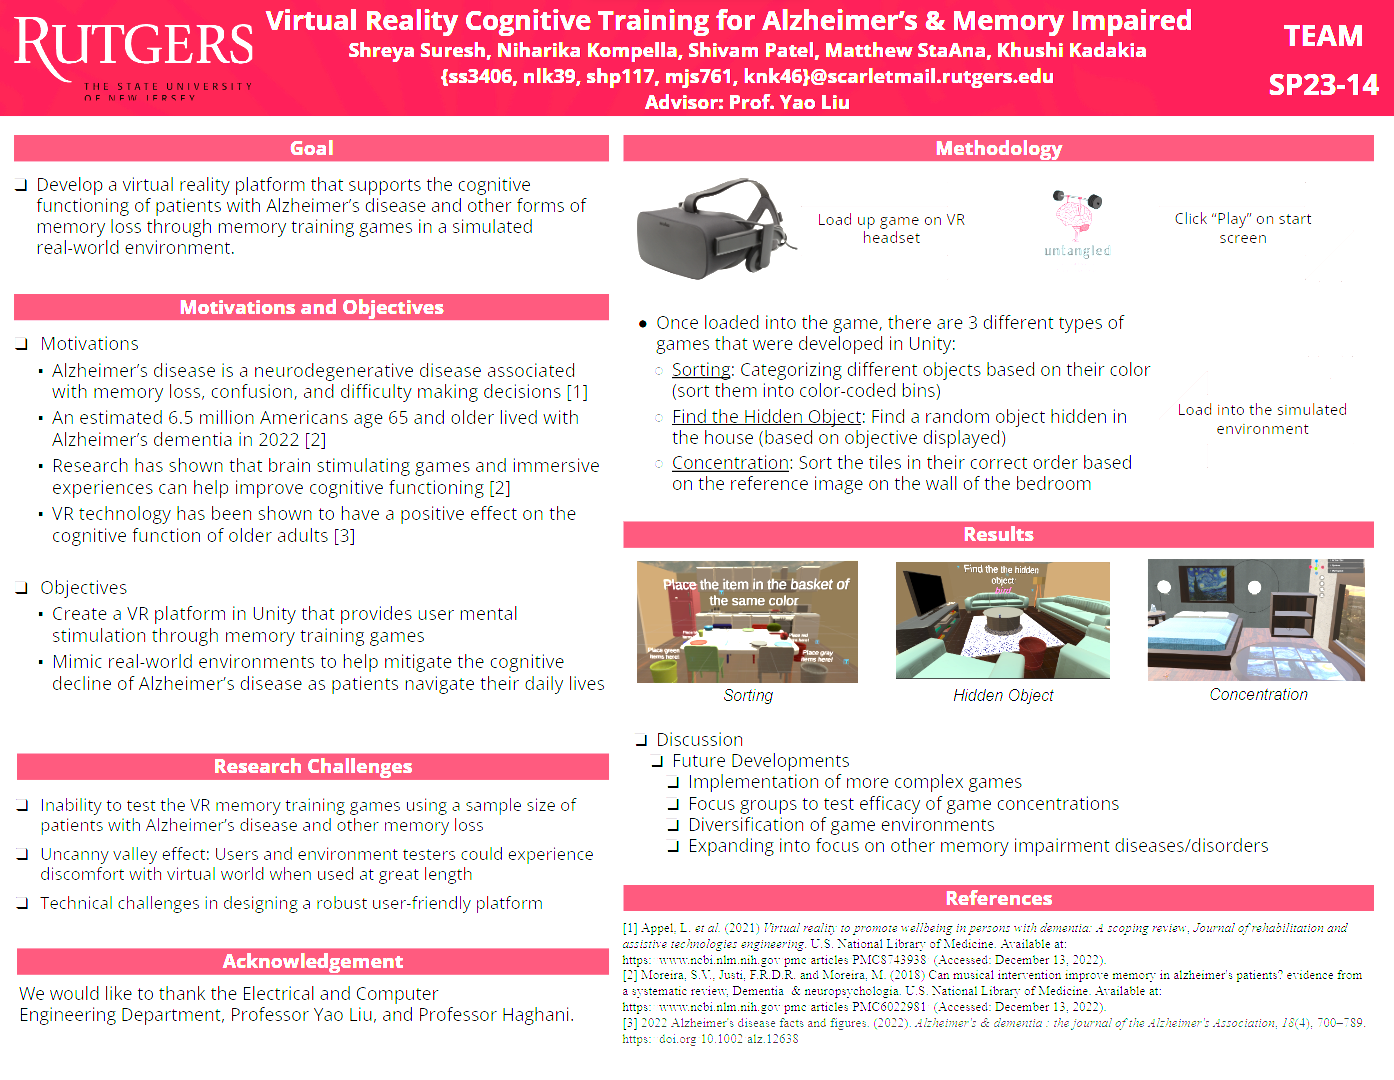 RUTGERS
THE STATE UNIVERSITY
OF NEW JERSEY
Virtual Reality Cognitive Training for Alzheimer's & Memory Impaired
Shreya Suresh, Niharika Kompella, Shivam Patel, Matthew StaAna, Khushi Kadakia
{ss3406, nlk39, shp117, mjs761, knk46}@scarletmail.rutgers.edu
Advisor: Prof. Yao Liu
TEAM
SP23-14
Goal
❑ Develop a virtual reality platform that supports the cognitive
functioning of patients with Alzheimer's disease and other forms of
memory loss through memory training games in a simulated
real-world environment.
Motivations and Objectives
❑ Motivations
▪ Alzheimer's disease is a neurodegenerative disease associated
with memory loss, confusion, and difficulty making decisions [1]
▪ An estimated 6.5 million Americans age 65 and older lived with
Alzheimer's dementia in 2022 [2]
▪ Research has shown that brain stimulating games and immersive
experiences can help improve cognitive functioning [2]
▪ VR technology has been shown to have a positive effect on the
cognitive function of older adults [3]
❑ Objectives
▪ Create a VR platform in Unity that provides user mental
stimulation through memory training games
▪ Mimic real-world environments to help mitigate the cognitive
decline of Alzheimer's disease as patients navigate their daily lives
Research Challenges
❑ Inability to test the VR memory training games using a sample size of
patients with Alzheimer's disease and other memory loss
❑ Uncanny valley effect: Users and environment testers could experience
discomfort with virtual world when used at great length
❑ Technical challenges in designing a robust user-friendly platform
Acknowledgement
We would like to thank the Electrical and Computer
Engineering Department, Professor Yao Liu, and Professor Haghani.
Methodology
Load up game on VR
headset
untangled
Click "Play" on start
screen
● Once loaded into the game, there are 3 different types of
games that were developed in Unity:
○ Sorting: Categorizing different objects based on their color
(sort them into color-coded bins)
○ Find the Hidden Object: Find a random object hidden in
the house (based on objective displayed)
○ Concentration: Sort the tiles in their correct order based
on the reference image on the wall of the bedroom
Load into the simulated
environment
Results
Place the item in the basket of
the same color
Place green
items here!
Place red
here!
Place gray
items here!
Sorting
Find the the hidden
object
hint
Hidden Object
Concentration
❑ Discussion
❑ Future Developments
❑ Implementation of more complex games
❑ Focus groups to test efficacy of game concentrations
❑ Diversification of game environments
❑ Expanding into focus on other memory impairment diseases/disorders
References
[1] Appel, L. et al. (2021) Virtual reality to promote wellbeing in persons with dementia: A scoping review, Journal of rehabilitation and
assistive technologies engineering. U.S. National Library of Medicine. Available at:
https: www.ncbi.nlm.nih.gov pmc articles PMC8743938 (Accessed: December 13, 2022).
[2] Moreira, S.V., Justi, F.R.D.R. and Moreira, M. (2018) Can musical intervention improve memory in alzheimer's patients? evidence from
a systematic review, Dementia & neuropsychologia. U.S. National Library of Medicine. Available at:
https: www.ncbi.nlm.nih.gov pmc articles PMC6022981 (Accessed: December 13, 2022).
[3] 2022 Alzheimer's disease facts and figures. (2022). Alzheimer's & dementia : the journal of the Alzheimer's Association, 18(4), 700–789.
https: doi.org 10.1002 alz.12638